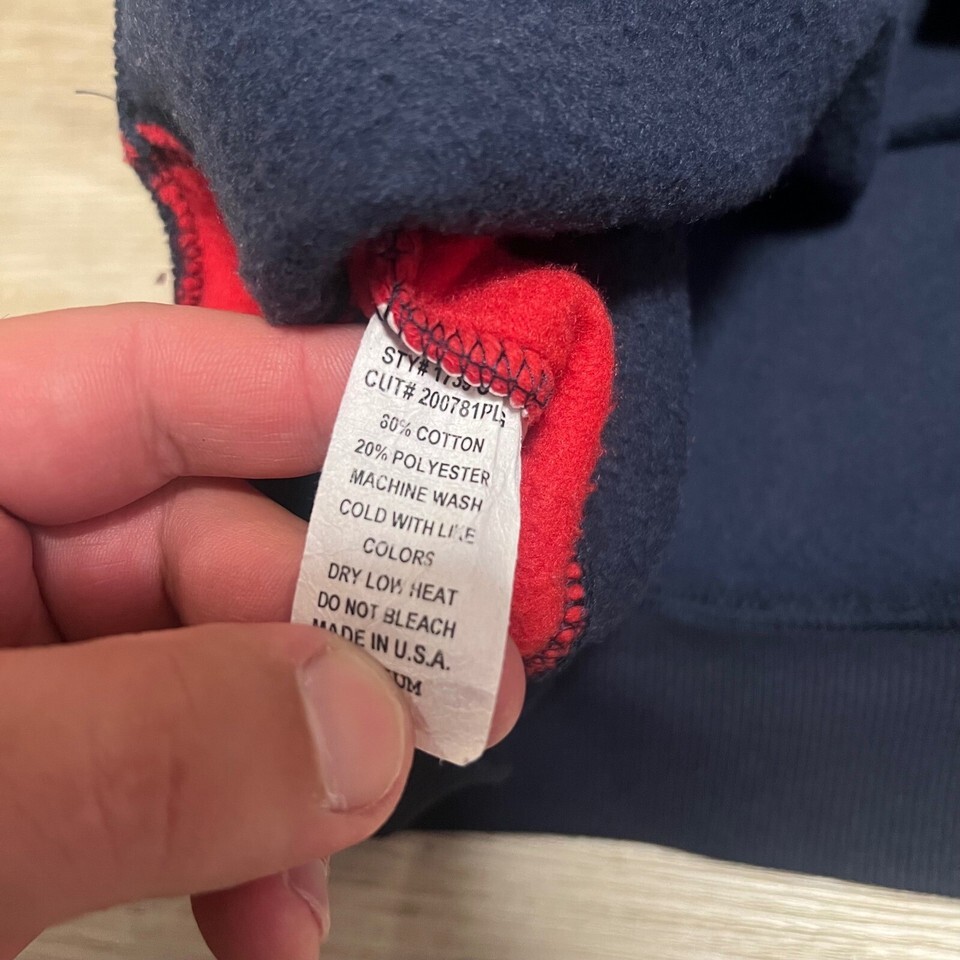 STY#
CUT# 200781PL
80% COTTON
20% POLYESTER
MACHINE WASH
COLD WITH LIKE
COLORS
DRY LOW HEAT
DO NOT BLEACH
MADE IN U.S.A.